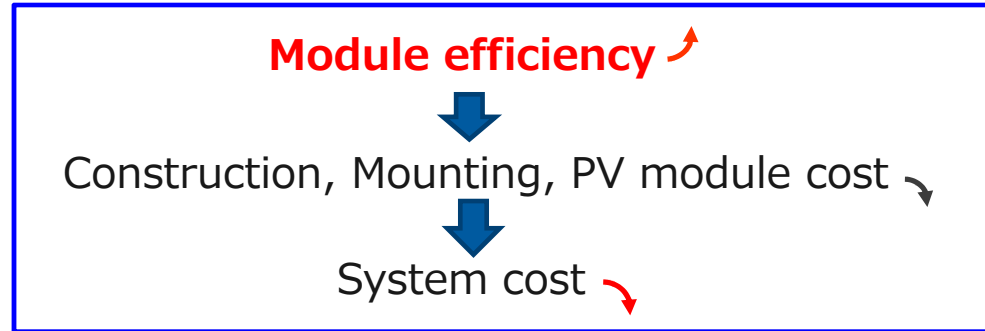 Module efficiency
Construction, Mounting, PV module cost
System cost